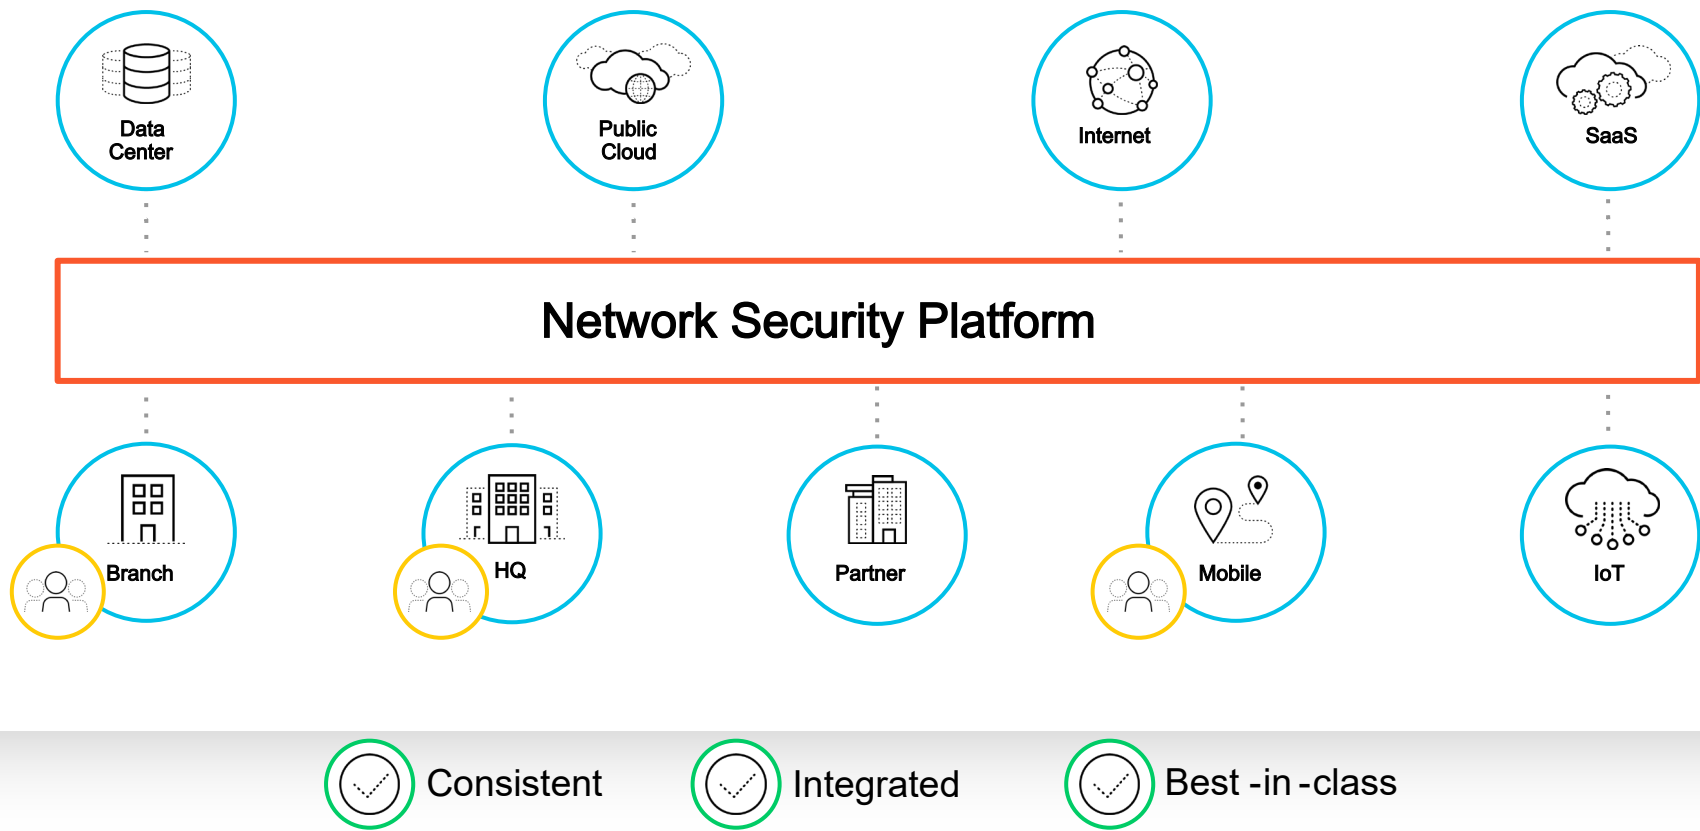 Data
Center
Public
Cloud
Internet
SaaS
Network Security Platform
Branch
HQ
Partner
Mobile
IoT
Consistent
Integrated
Best -in -class